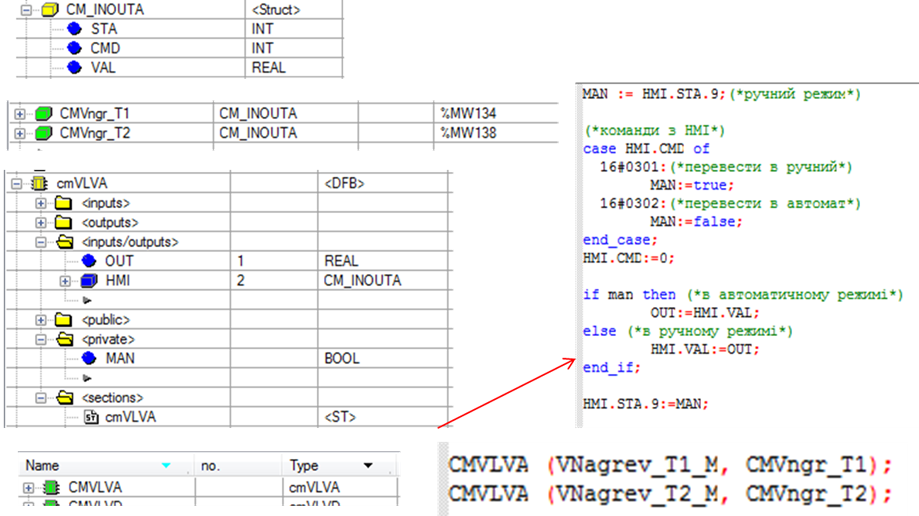 CM_INOUTA <Struct>
STA INT
CMD INT
VAL REAL
CMVngr_T1 CM_INOUTA %MW134
CMVngr_T2 CM_INOUTA %MW138
cmVLVA <DFB>
<inputs>
<outputs>
<inputs/outputs>
OUT 1 REAL
HMI 2 CM_INOUTA
<public>
<private>
MAN BOOL
<sections>
cmVLVA <ST>
MAN := HMI.STA.9;(*ручний режим*)
(*команди з HMI*)
case HMI.CMD of
16#0301:(*перевести в ручний*)
MAN:=true;
16#0302:(*перевести в автомат*)
MAN:=false;
end_case;
HMI.CMD:=0;
if man then (*в автоматичному режимі*)
OUT:=HMI.VAL;
else (*в ручному режимі*)
HMI.VAL:=OUT;
end_if;
HMI.STA.9:=MAN;
Name no. Type
CMVLVA cmVLVA
CMVLVD cmVLVD
CMVLVA (VNagrev_T1_M, CMVngr_T1);
CMVLVA (VNagrev_T2_M, CMVngr_T2);